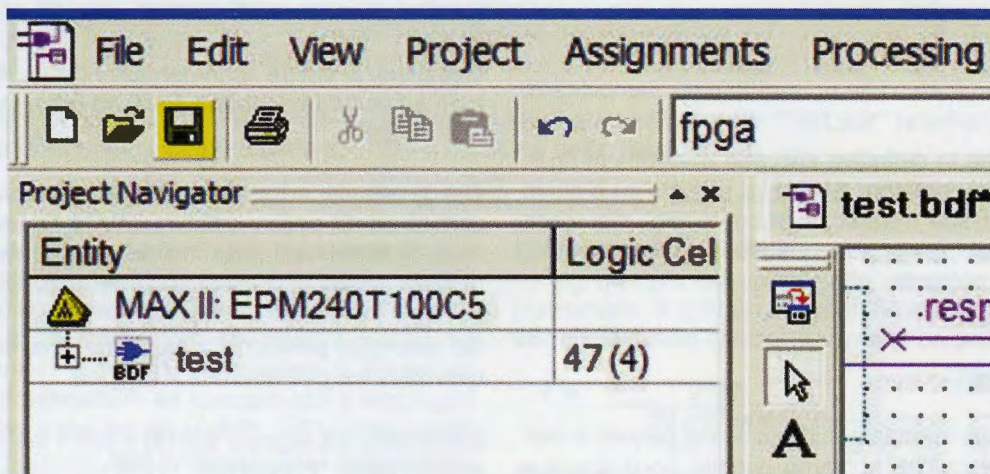 File Edit View Project Assignments Processing
fpga
Project Navigator
test.bdf*
Entity Logic Cel
MAX II: EPM240T100C5
resn
BDF test 47 (4)
A